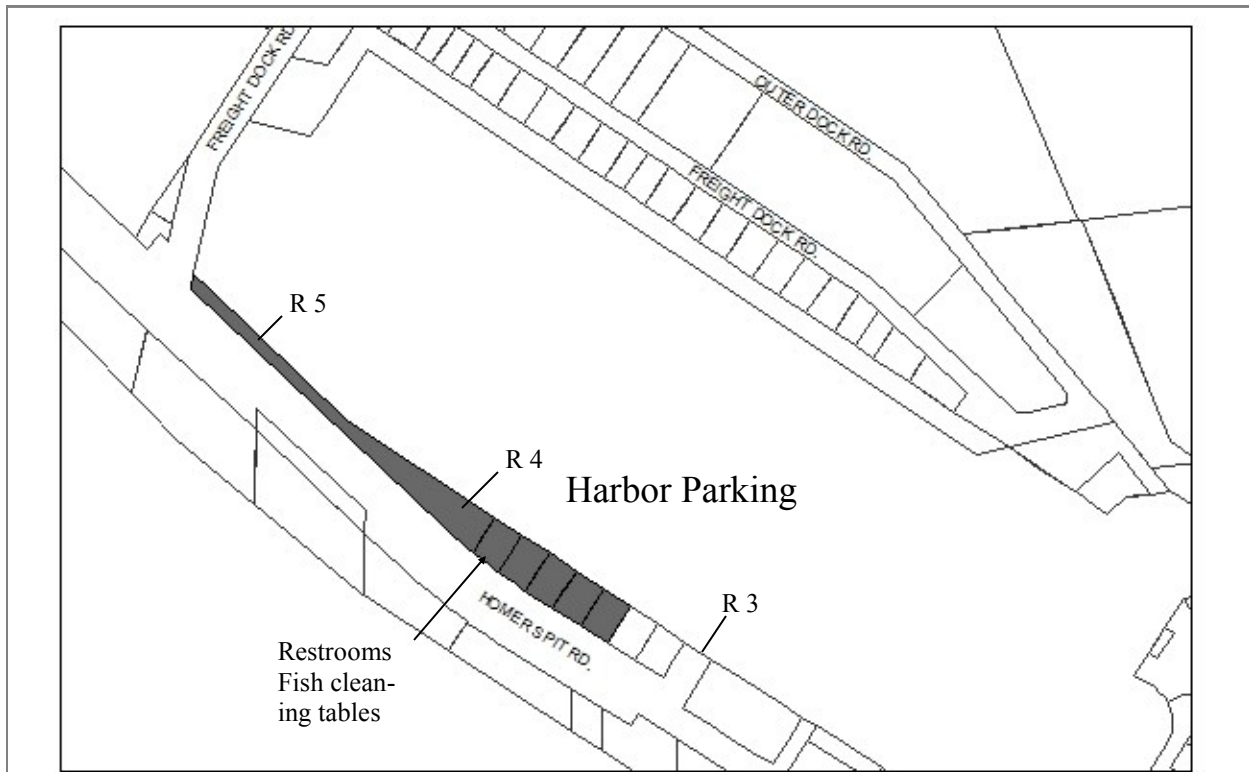 FREIGHT DOCK RD.
OUTER DOCK RD.
FREIGHT DOCK RD.
R 5
R 4
Harbor Parking
R 3
HOMER SPIT RD.
Restrooms
Fish clean-
ing tables